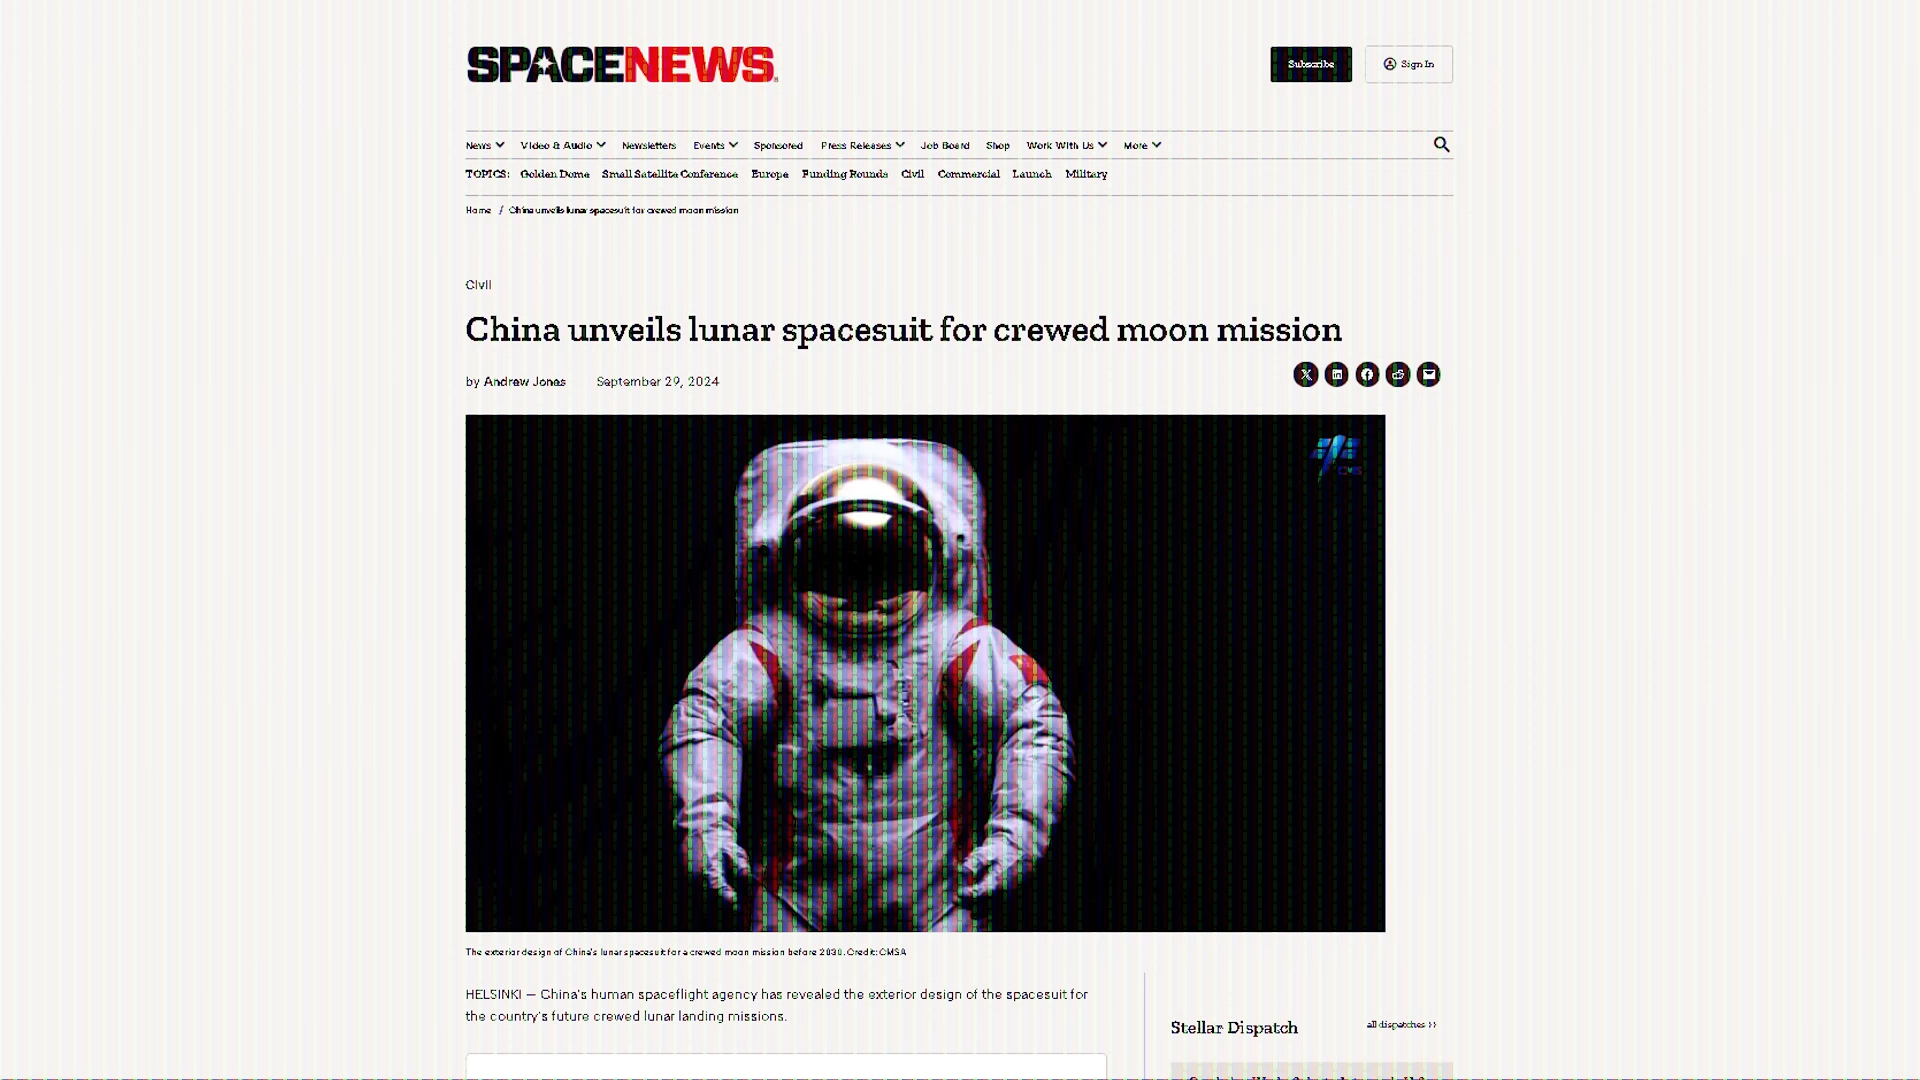 SPACENEWS
Subscribe
Sign In
News Video & Audio Newsletters Events Sponsored Press Releases Job Board Shop Work With Us More
TOPICS: Golden Dome Small Satellite Conference Europe Funding Rounds Civil Commercial Launch Military
Home / China unveils lunar spacesuit for crewed moon mission
Civil
China unveils lunar spacesuit for crewed moon mission
by Andrew Jones September 29, 2024
The exterior design of China's lunar spacesuit for a crewed moon mission before 2030. Credit: CMSA
HELSINKI — China's human spaceflight agency has revealed the exterior design of the spacesuit for
the country's future crewed lunar landing missions.
Stellar Dispatch
all dispatches >>